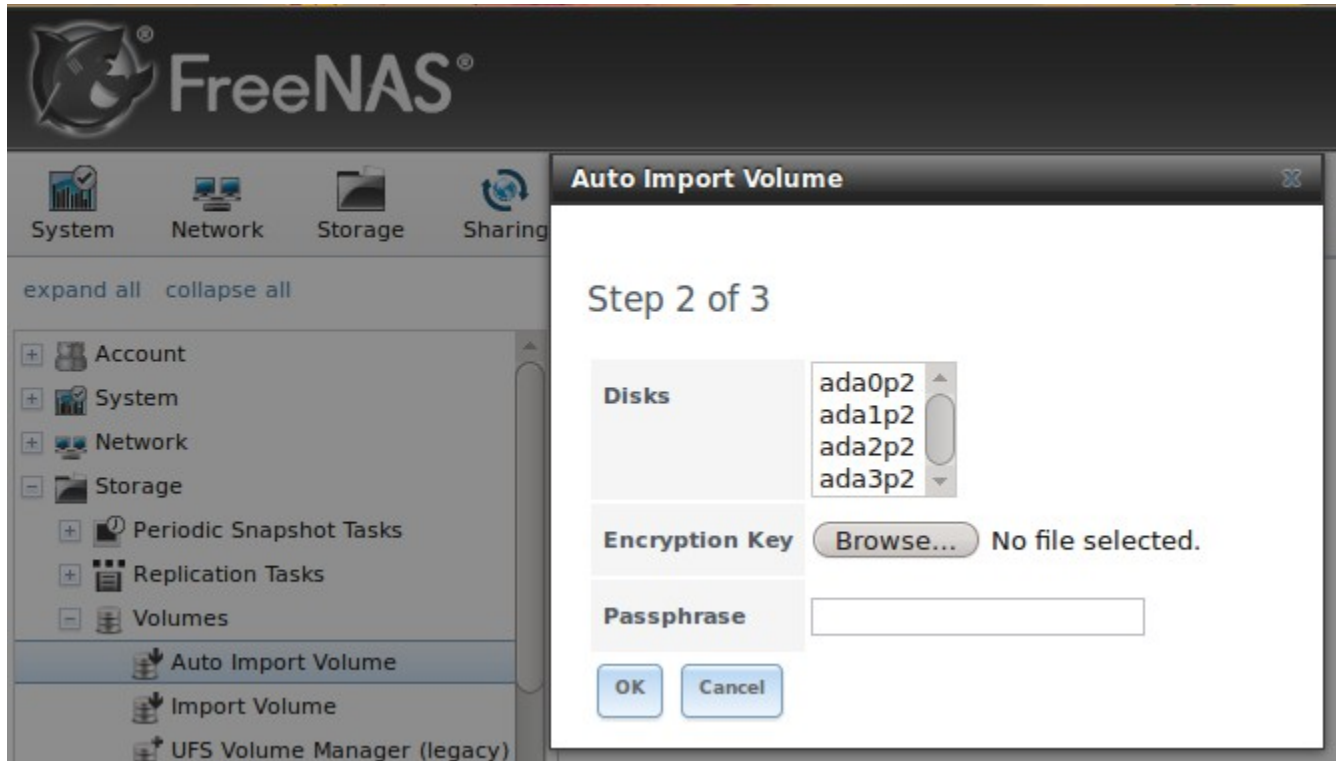 FreeNAS®
System
Network
Storage
Sharing
expand all collapse all
Account
System
Network
Storage
Periodic Snapshot Tasks
Replication Tasks
Volumes
Auto Import Volume
Import Volume
UFS Volume Manager (legacy)
Auto Import Volume
Step 2 of 3
Disks
ada0p2
ada1p2
ada2p2
ada3p2
Encryption Key Browse... No file selected.
Passphrase
OK Cancel